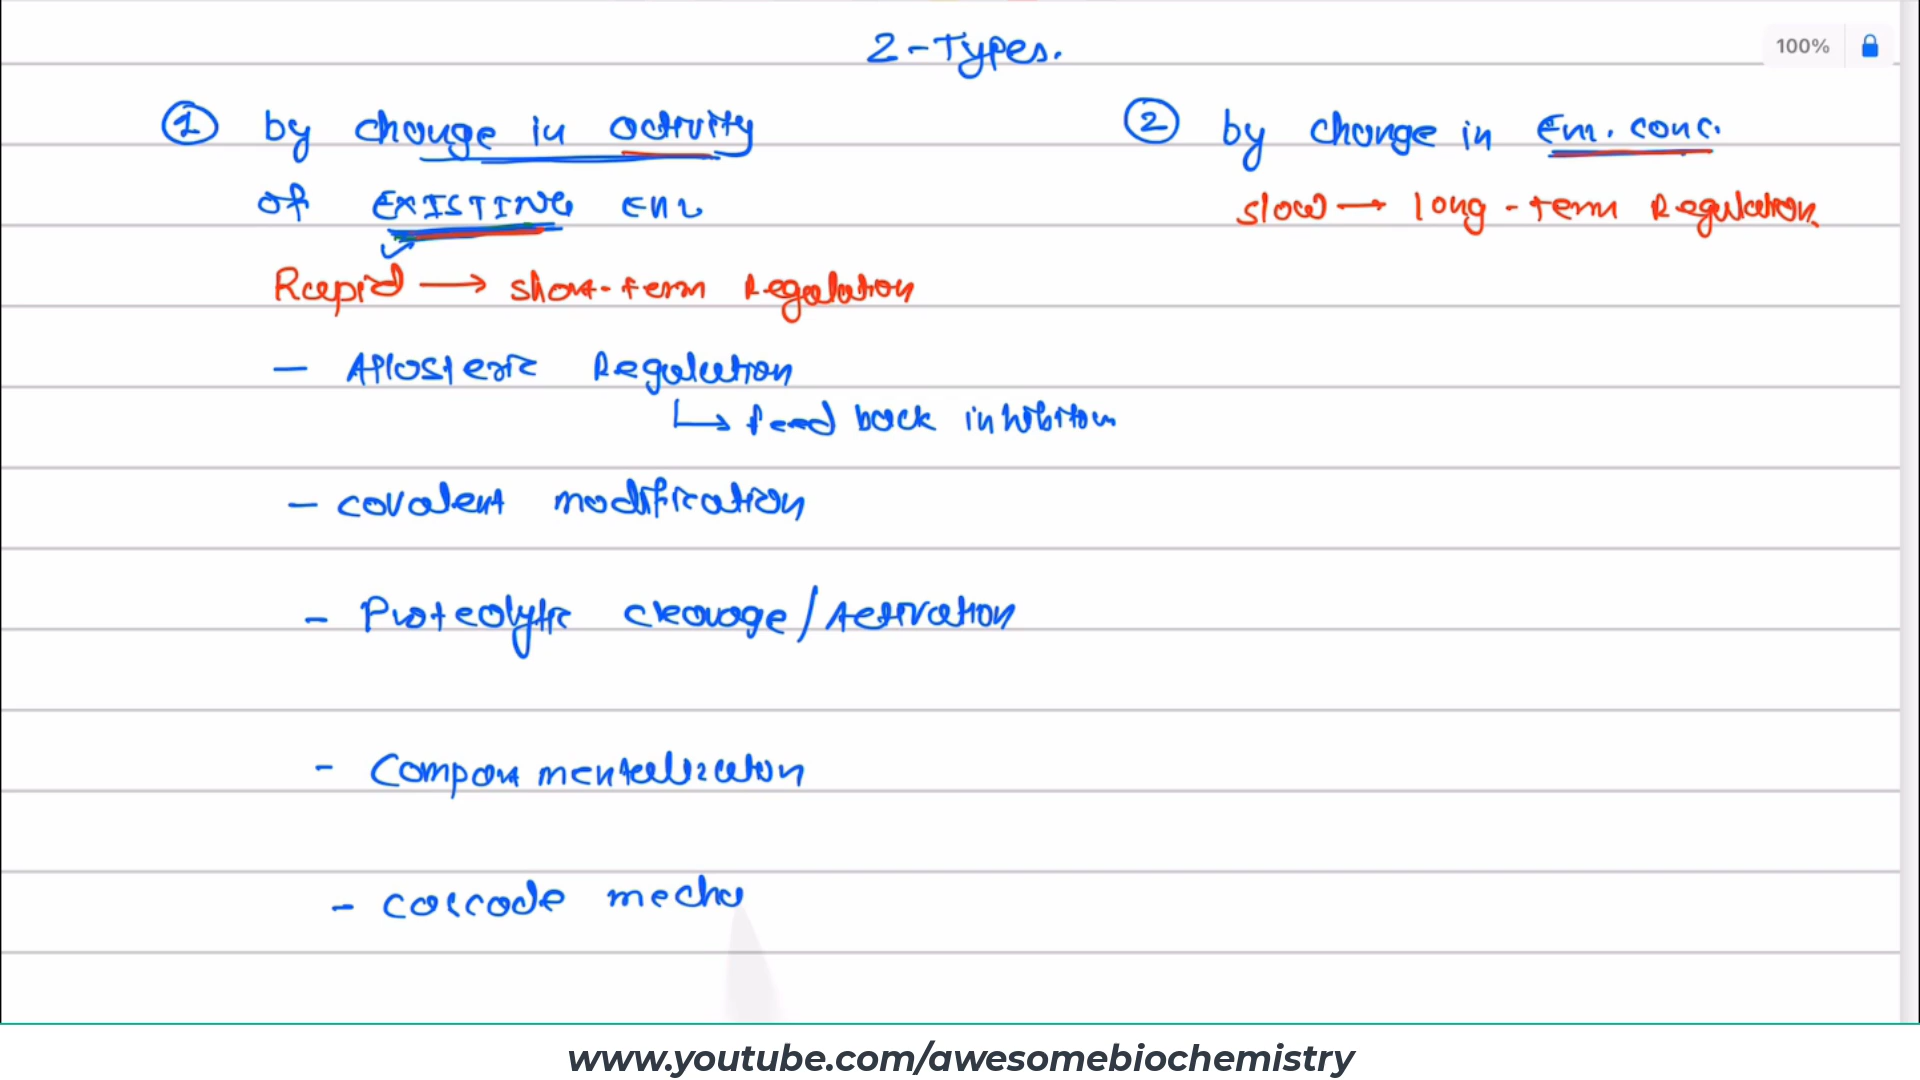 2-Types.
100%
① by change in activity
of EXISTING Enz
Rapid → short-term Regulation
- Allosteric Regulation
↳ feed back inhibition
- covalent modification
- Proteolytic cleavage/Activation
- Compartmentalization
- cascade mecha
② by change in Enz. conc.
slow → long-term Regulation.
www.youtube.com/awesomebiochemistry